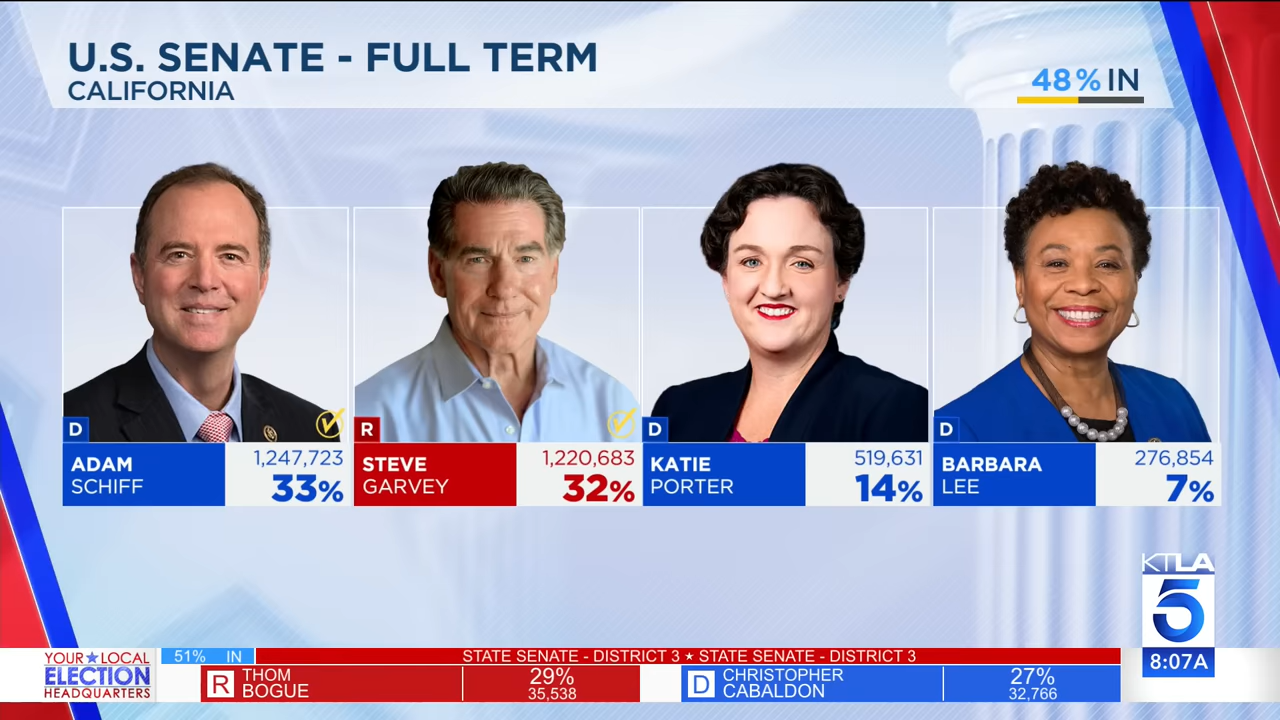 U.S. SENATE - FULL TERM
CALIFORNIA
48% IN
D
ADAM
SCHIFF
1,247,723
33%
R
STEVE
GARVEY
1,220,683
32%
D
KATIE
PORTER
519,631
14%
D
BARBARA
LEE
276,854
7%
KTLA
5
8:07A
YOUR★LOCAL
ELECTION
HEADQUARTERS
51% IN
STATE SENATE - DISTRICT 3 ★ STATE SENATE - DISTRICT 3
R
THOM
BOGUE
29%
35,538
D
CHRISTOPHER
CABALDON
27%
32,766